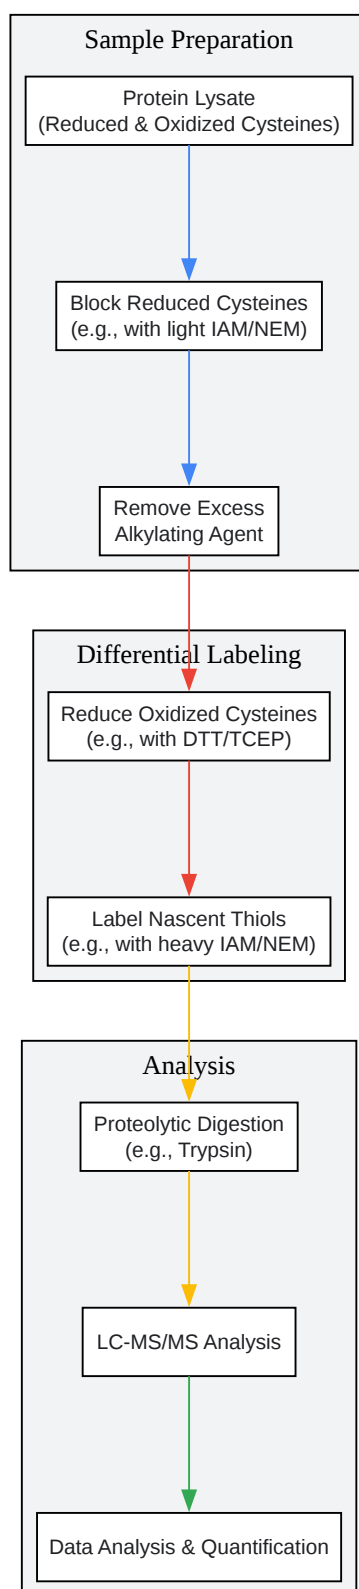 Sample Preparation
Protein Lysate
(Reduced & Oxidized Cysteines)
Block Reduced Cysteines
(e.g., with light IAM/NEM)
Remove Excess
Alkylating Agent
Differential Labeling
Reduce Oxidized Cysteines
(e.g., with DTT/TCEP)
Label Nascent Thiols
(e.g., with heavy IAM/NEM)
Analysis
Proteolytic Digestion
(e.g., Trypsin)
LC-MS/MS Analysis
Data Analysis & Quantification